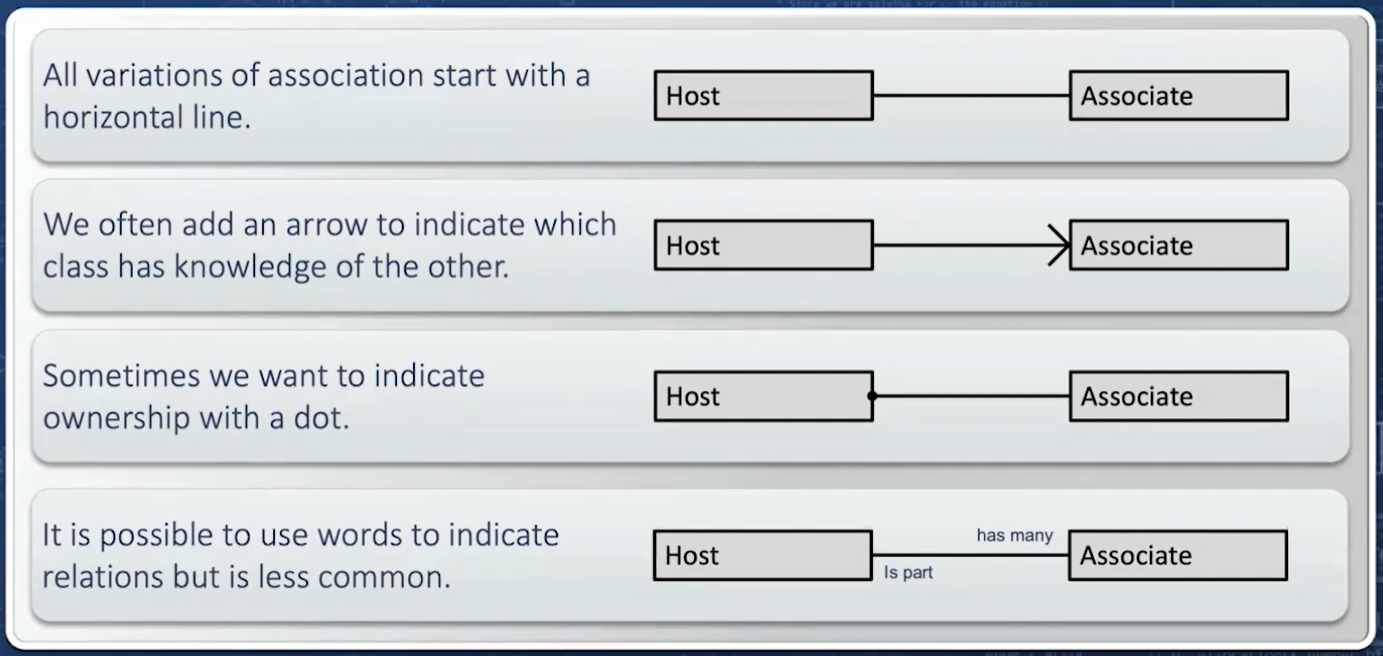 All variations of association start with a
horizontal line.
Host
Associate
We often add an arrow to indicate which
class has knowledge of the other.
Host
Associate
Sometimes we want to indicate
ownership with a dot.
Host
Associate
It is possible to use words to indicate
relations but is less common.
Host
has many
Is part
Associate